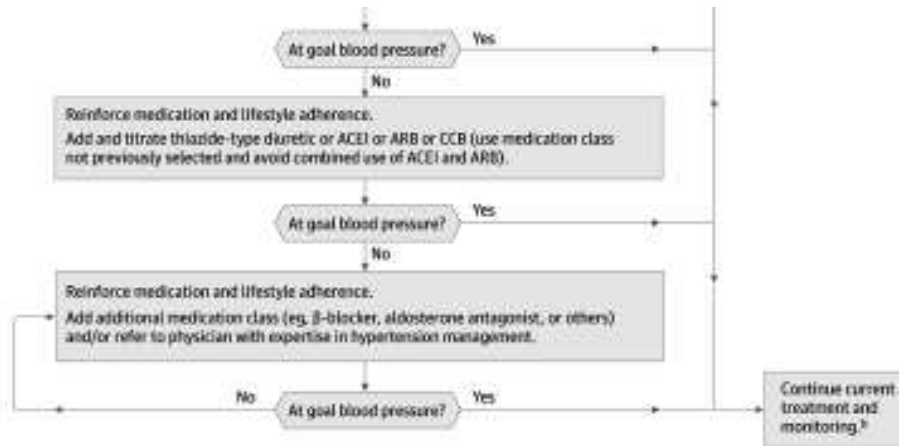 At goal blood pressure?
Yes
No
Reinforce medication and lifestyle adherence.
Add and titrate thiazide-type diuretic or ACEI or ARB or CCB (use medication class
not previously selected and avoid combined use of ACEI and ARB).
At goal blood pressure?
Yes
No
Reinforce medication and lifestyle adherence.
Add additional medication class (eg, β-blocker, aldosterone antagonist, or others)
and/or refer to physician with expertise in hypertension management.
No
At goal blood pressure?
Yes
Continue current
treatment and
monitoring.ᵇ